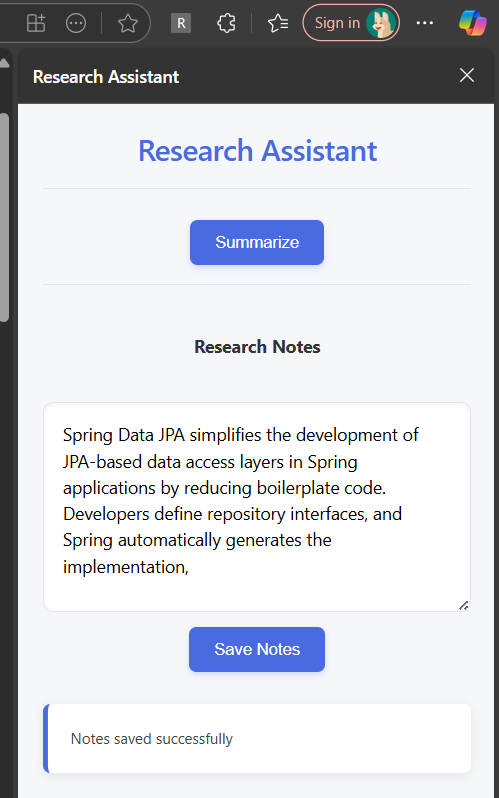 R
Sign in
Research Assistant
Research Assistant
Summarize
Research Notes
Spring Data JPA simplifies the development of
JPA-based data access layers in Spring
applications by reducing boilerplate code.
Developers define repository interfaces, and
Spring automatically generates the
implementation,
Save Notes
Notes saved successfully